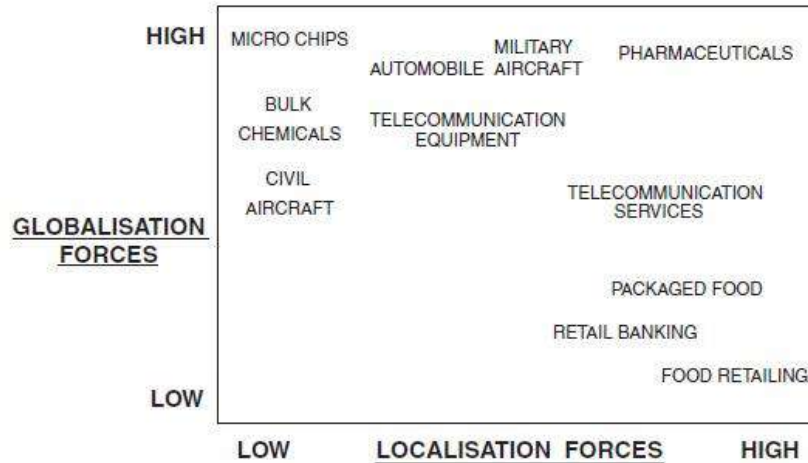 HIGH
MICRO CHIPS
MILITARY
AUTOMOBILE AIRCRAFT
PHARMACEUTICALS
BULK
CHEMICALS
TELECOMMUNICATION
EQUIPMENT
CIVIL
AIRCRAFT
TELECOMMUNICATION
SERVICES
GLOBALISATION
FORCES
PACKAGED FOOD
RETAIL BANKING
FOOD RETAILING
LOW
LOW LOCALISATION FORCES HIGH